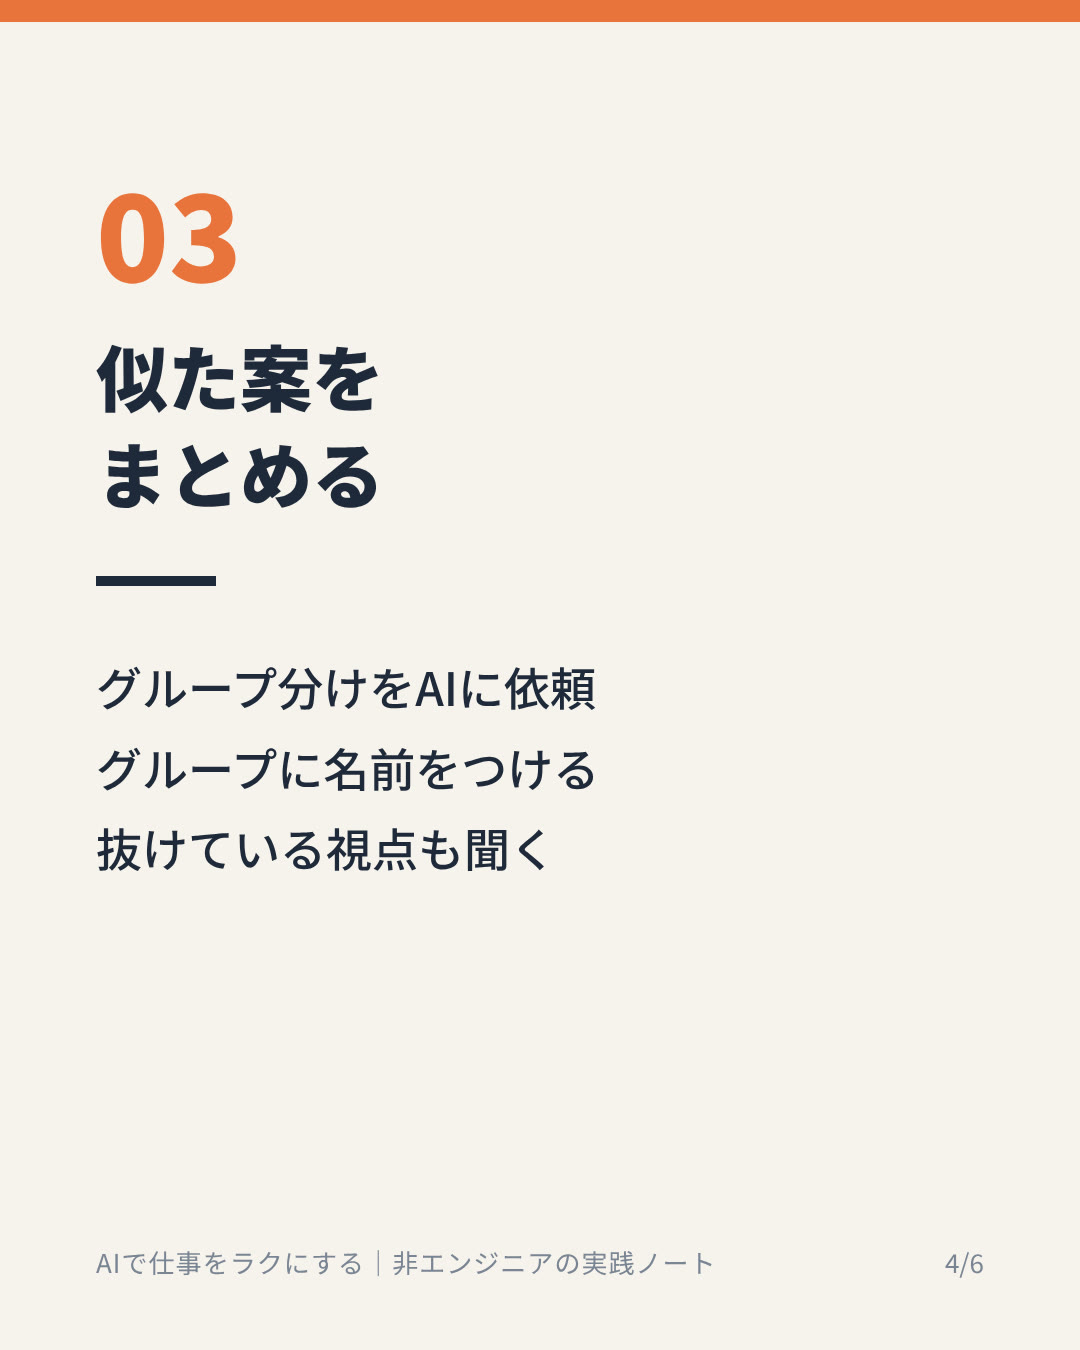 03
似た案を
まとめる
グループ分けをAIに依頼
グループに名前をつける
抜けている視点も聞く
AIで仕事をラクにする｜非エンジニアの実践ノート
4/6